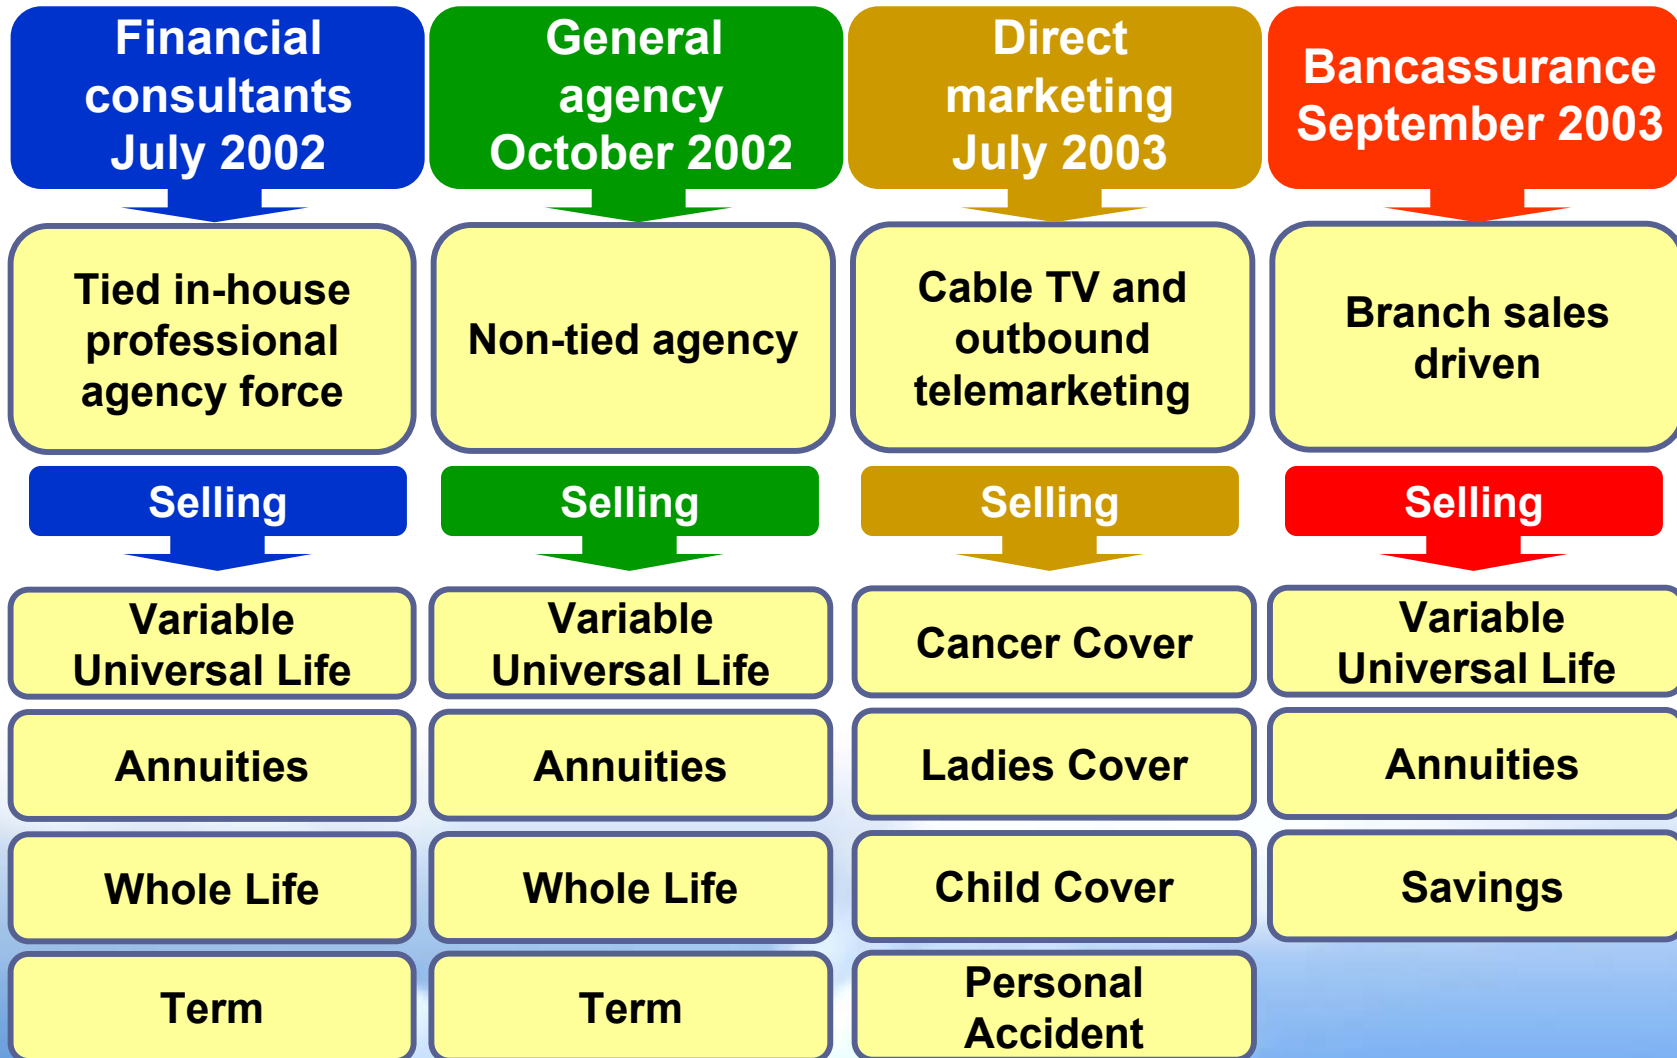 Financial
consultants
July 2002
General
agency
October 2002
Direct
marketing
July 2003
Bancassurance
September 2003
Tied in-house
professional
agency force
Non-tied agency
Cable TV and
outbound
telemarketing
Branch sales
driven
Selling
Selling
Selling
Selling
Variable
Universal Life
Variable
Universal Life
Cancer Cover
Variable
Universal Life
Annuities
Annuities
Ladies Cover
Annuities
Whole Life
Whole Life
Child Cover
Savings
Term
Term
Personal
Accident